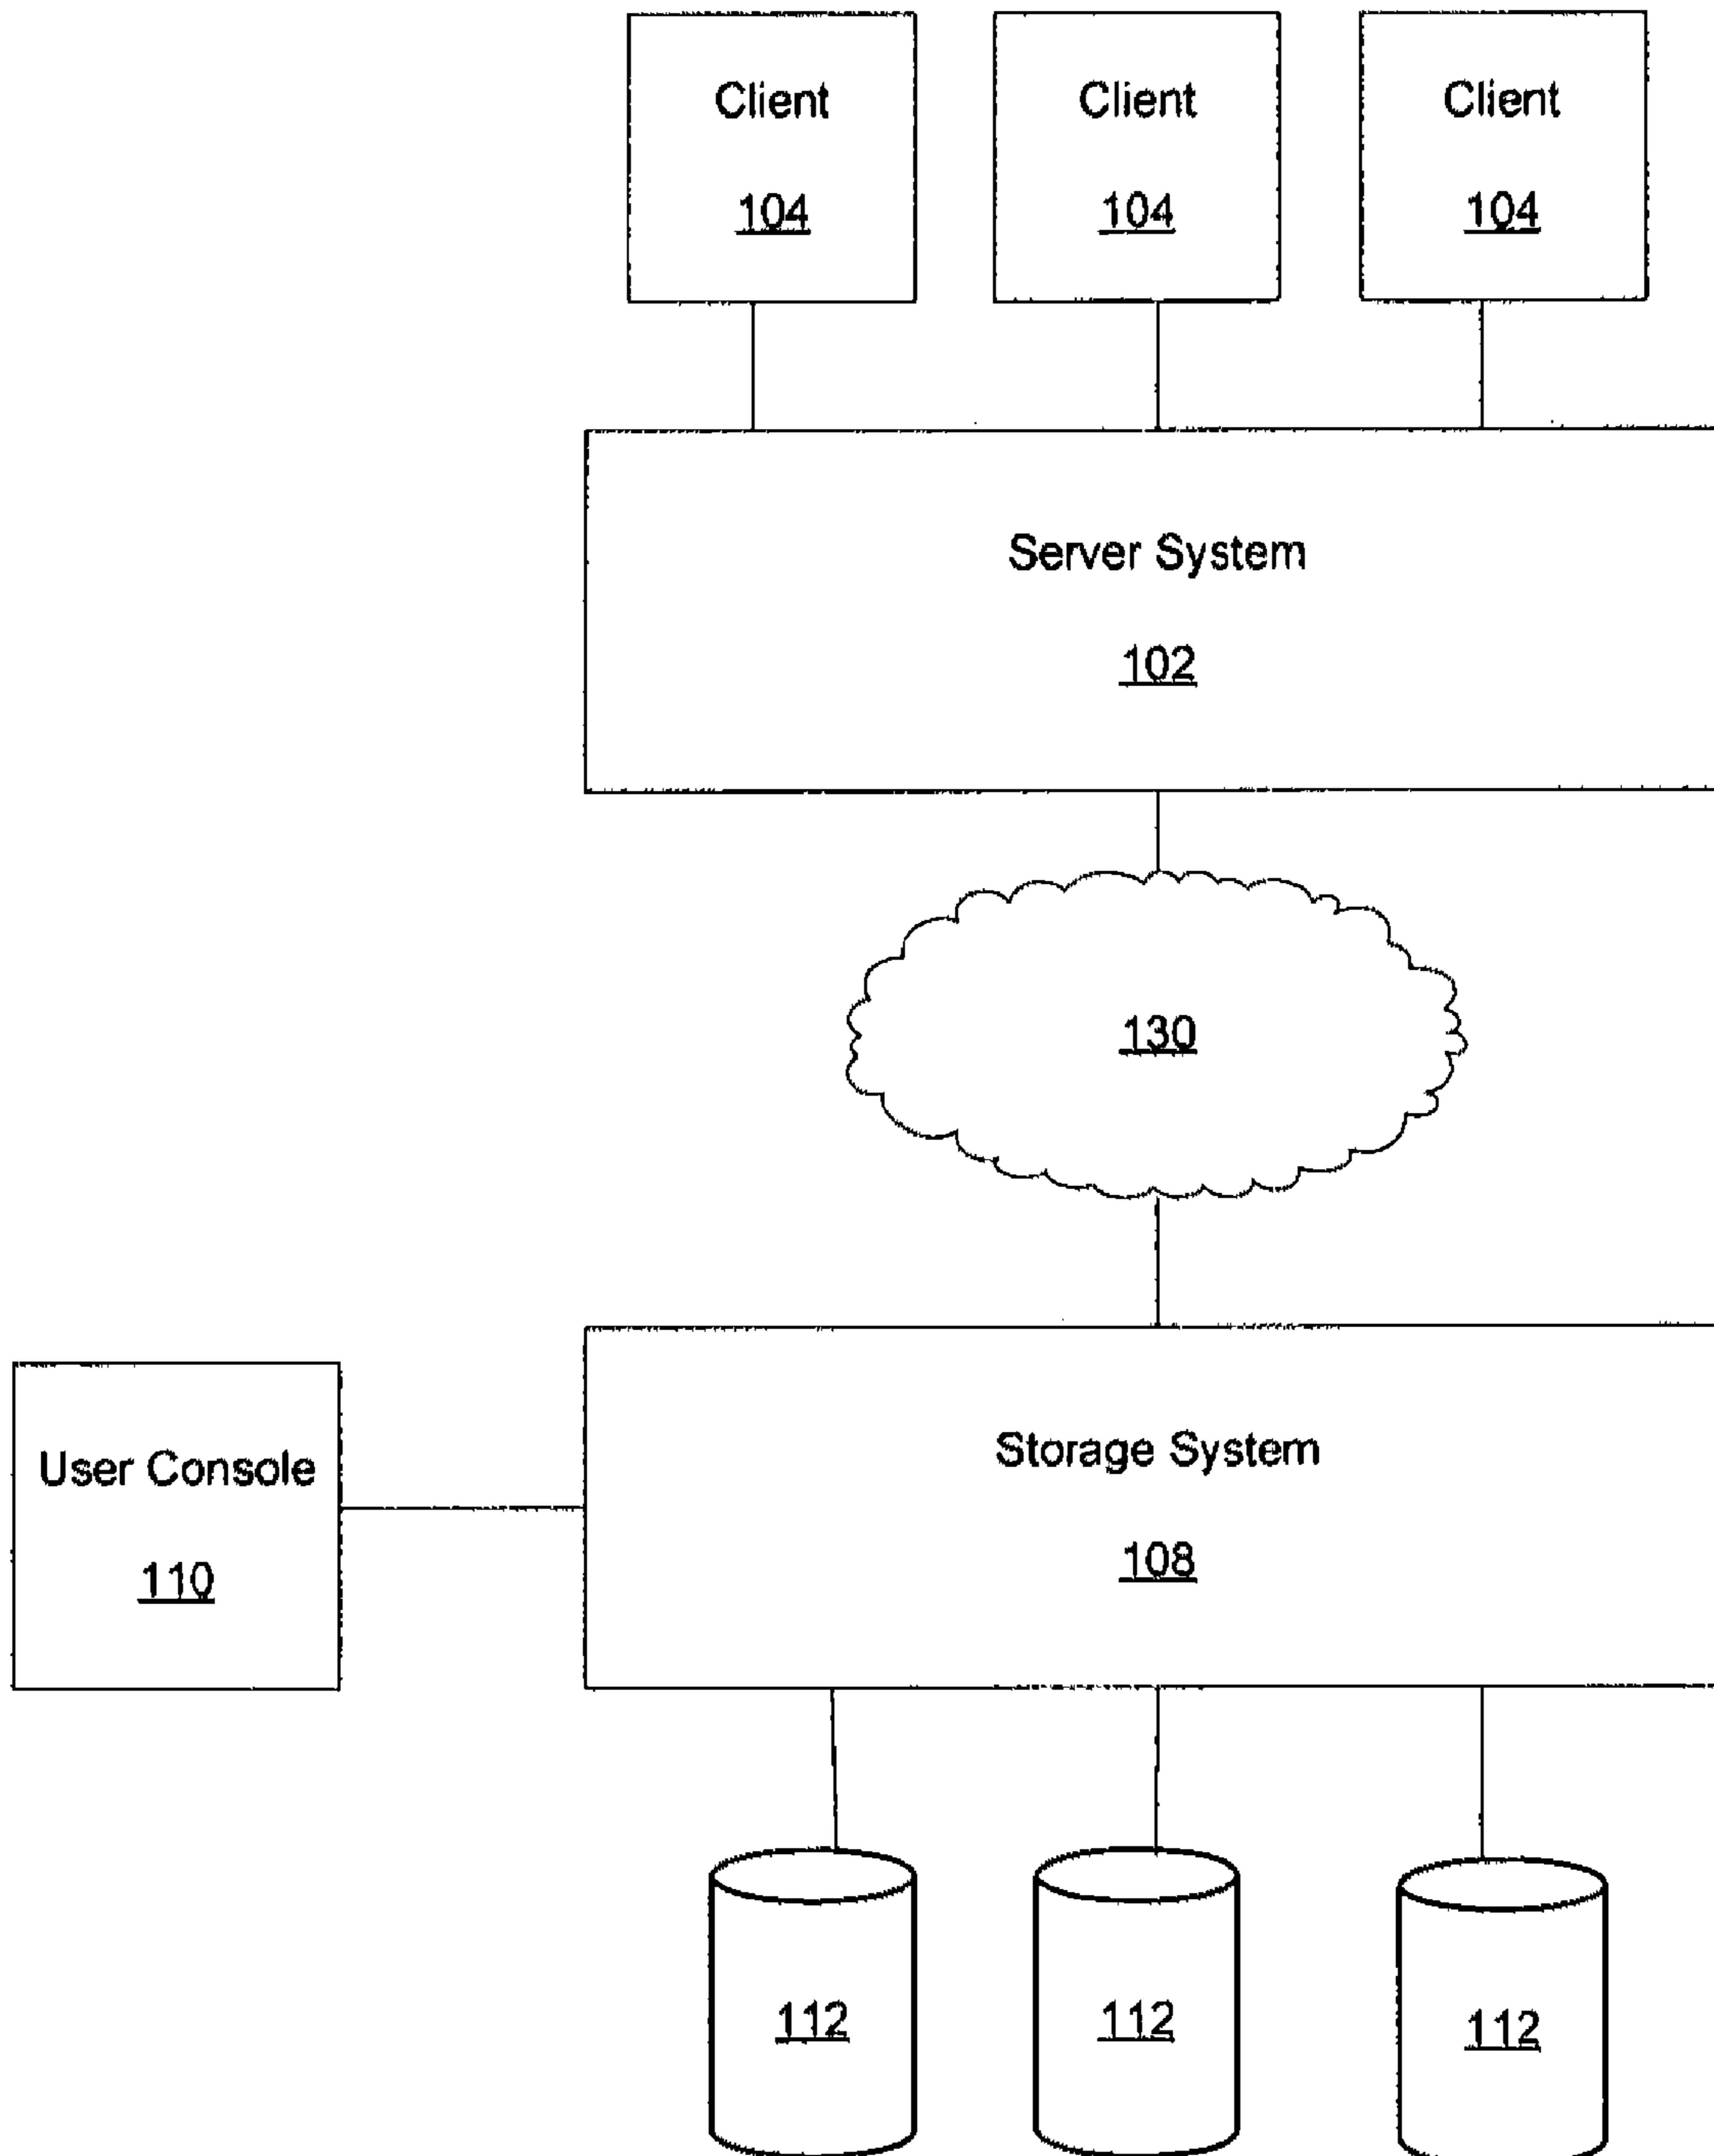 Client
104
Client
104
Client
104
Server System
102
130
User Console
110
Storage System
108
112
112
112